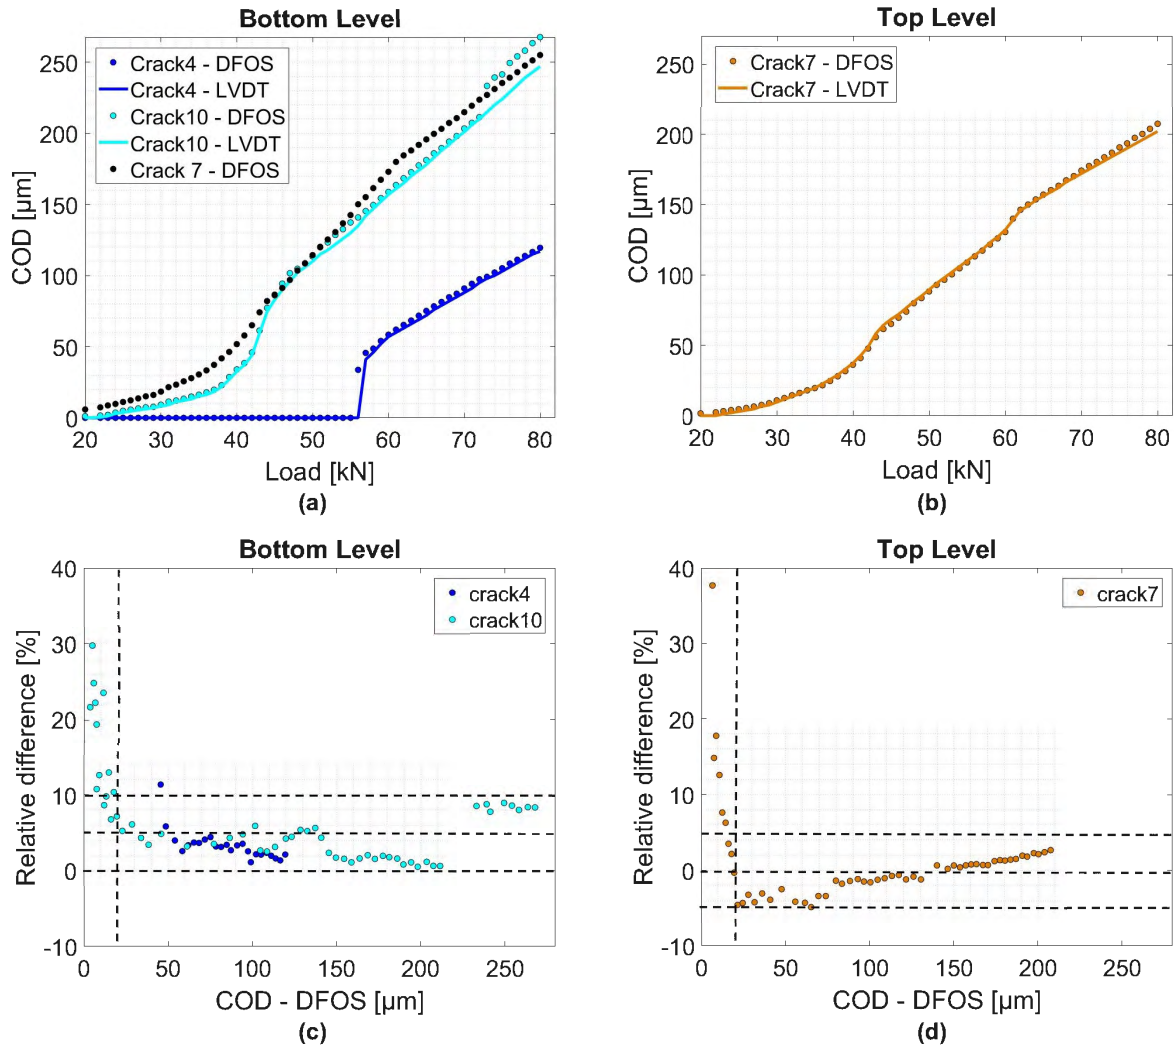 Bottom Level
250
200
150
100
50
0
COD [µm]
Crack4 - DFOS
Crack4 - LVDT
Crack10 - DFOS
Crack10 - LVDT
Crack 7 - DFOS
20 30 40 50 60 70 80
Load [kN]
(a)
Top Level
250
200
150
100
50
0
COD [µm]
Crack7 - DFOS
Crack7 - LVDT
20 30 40 50 60 70 80
Load [kN]
(b)
Bottom Level
40
30
20
10
0
-10
Relative difference [%]
crack4
crack10
0 50 100 150 200 250
COD - DFOS [µm]
(c)
Top Level
40
30
20
10
0
-10
Relative difference [%]
crack7
0 50 100 150 200 250
COD - DFOS [µm]
(d)